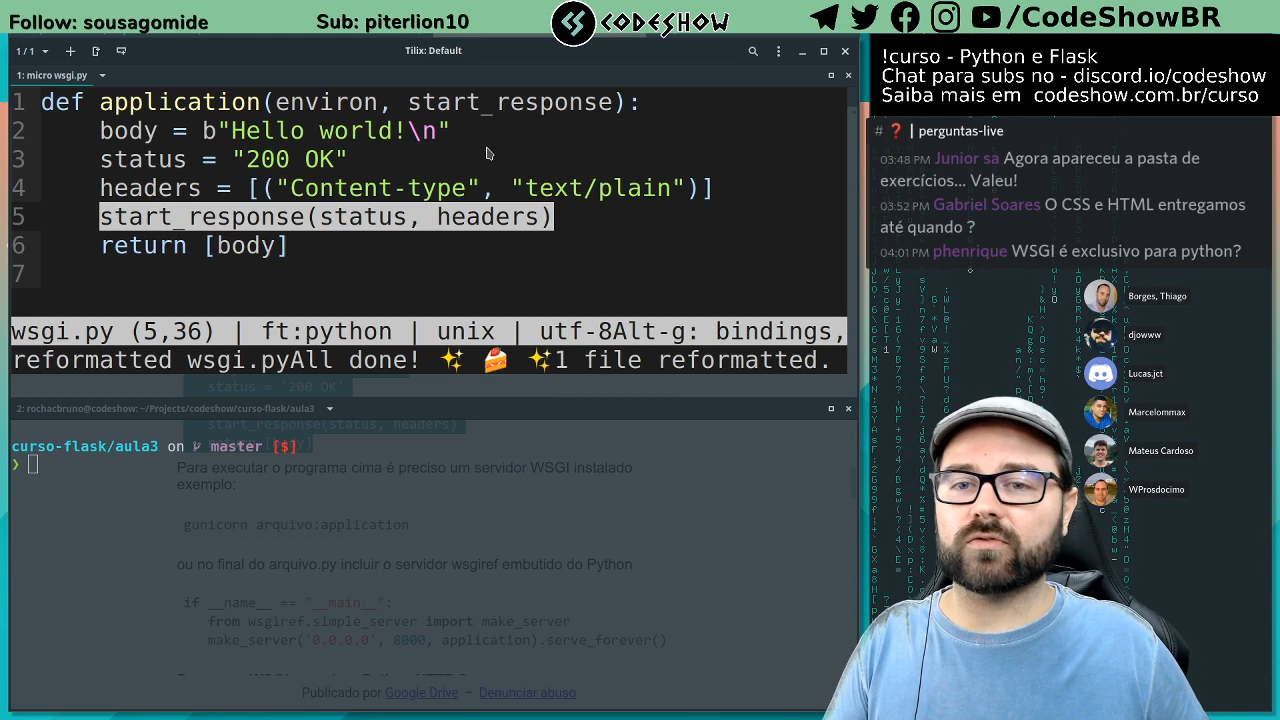 Follow: sousagomide
Sub: piterlion10
CODESHOW
/CodeShowBR
1 / 1
Tilix: Default
1: micro wsgi.py
1 def application(environ, start_response):
2     body = b"Hello world!\n"
3     status = "200 OK"
4     headers = [("Content-type", "text/plain")]
5     start_response(status, headers)
6     return [body]
7
wsgi.py (5,36) | ft:python | unix | utf-8Alt-g: bindings,
reformatted wsgi.pyAll done! ✨ 🍰 ✨1 file reformatted.
status = '200 OK'
2: rochacbruno@codeshow: ~/Projects/codeshow/curso-flask/aula3
start_response(status, headers)
curso-flask/aula3 on master [$]
❯
Para executar o programa cima é preciso um servidor WSGI instalado
exemplo:
gunicorn arquivo:application
ou no final do arquivo.py incluir o servidor wsgiref embutido do Python
if __name__ == "__main__":
from wsgiref.simple_server import make_server
make_server('0.0.0.0', 8000, application).serve_forever()
Publicado por Google Drive – Denunciar abuso
!curso - Python e Flask
Chat para subs no - discord.io/codeshow
Saiba mais em codeshow.com.br/curso
# ❓ | perguntas-live
03:48 PM Junior sa Agora apareceu a pasta de
exercícios... Valeu!
03:52 PM Gabriel Soares O CSS e HTML entregamos
até quando ?
04:01 PM phenrique WSGI é exclusivo para python?
Borges, Thiago
djowww
Lucas.jct
Marcelommax
Mateus Cardoso
WProsdocimo